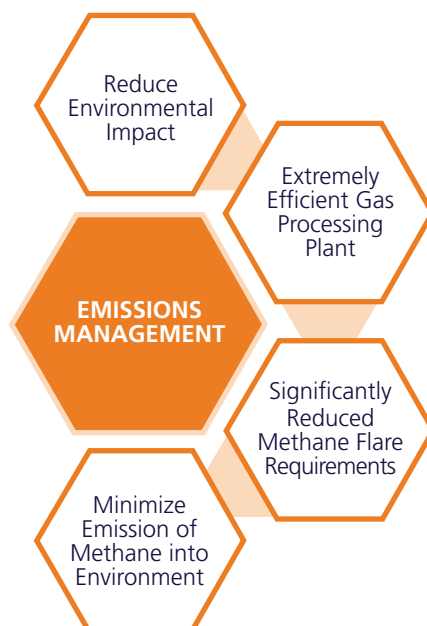 Reduce
Environmental
Impact
Extremely
Efficient Gas
Processing
Plant
EMISSIONS
MANAGEMENT
Significantly
Reduced
Methane Flare
Requirements
Minimize
Emission of
Methane into
Environment